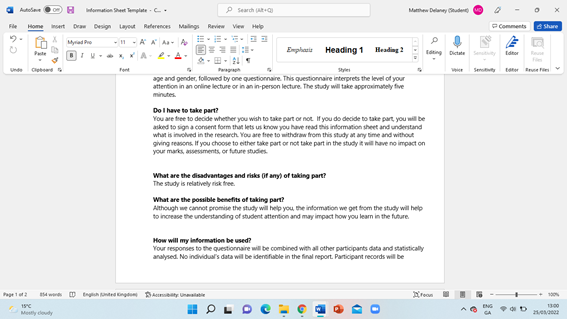 AutoSave Off
Information Sheet Template - C...
Search (Alt+Q)
Matthew Delaney (Student) MD
File Home Insert Draw Design Layout References Mailings Review View Help
Comments Share
Myriad Pro 11
Paste
Emphasis Heading 1 Heading 2
Editing Dictate Sensitivity Editor Reuse Files
Undo Clipboard Font Paragraph Styles Voice Sensitivity Editor Reuse Files
age and gender, followed by one questionnaire. This questionnaire interprets the level of your
attention in an online lecture or in an in-person lecture. The study will take approximately five
minutes.
Do I have to take part?
You are free to decide whether you wish to take part or not. If you do decide to take part, you will be
asked to sign a consent form that lets us know you have read this information sheet and understand
what is involved in the research. You are free to withdraw from this study at any time and without
giving reasons. If you choose to either take part or not take part in the study it will have no impact on
your marks, assessments, or future studies.
What are the disadvantages and risks (if any) of taking part?
The study is relatively risk free.
What are the possible benefits of taking part?
Although we cannot promise the study will help you, the information we get from the study will help
to increase the understanding of student attention and may impact how you learn in the future.
How will my information be used?
Your responses to the questionnaire will be combined with all other participants data and statistically
analysed. No individual's data will be identifiable in the final report. Participant records will be
Page 1 of 2 834 words English (United Kingdom) Accessibility: Unavailable Focus 100%
15°C
Mostly cloudy
ENG
GA
13:00
25/03/2022